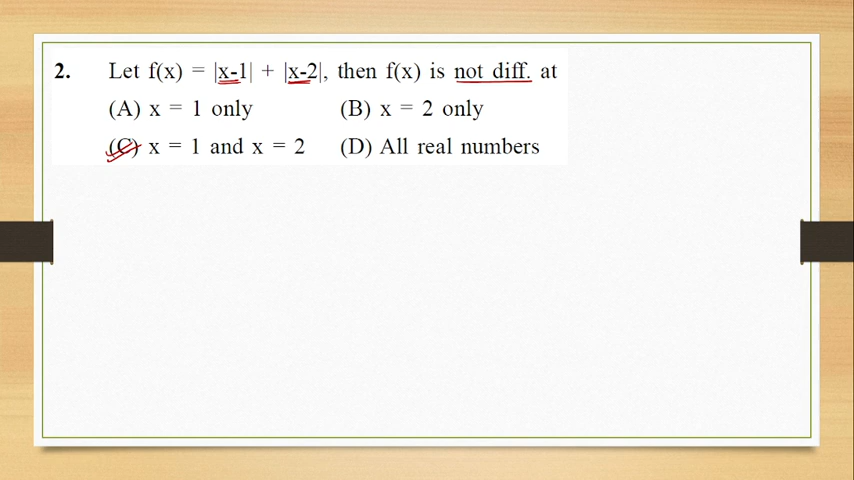 2. Let f(x) = |x-1| + |x-2|, then f(x) is not diff. at
(A) x = 1 only (B) x = 2 only
(C) x = 1 and x = 2 (D) All real numbers